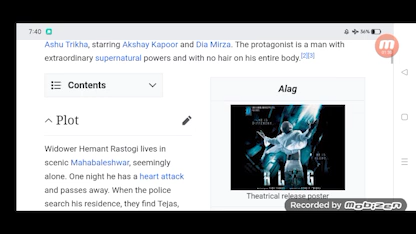 7:40
56%
Ashu Trikha, starring Akshay Kapoor and Dia Mirza. The protagonist is a man with
extraordinary supernatural powers and with no hair on his entire body.[2][3]
Contents
Plot
Widower Hemant Rastogi lives in
scenic Mahabaleshwar, seemingly
alone. One night he has a heart attack
and passes away. When the police
search his residence, they find Tejas,
Alag
ALAG
Theatrical release poster
Recorded by Mobizen